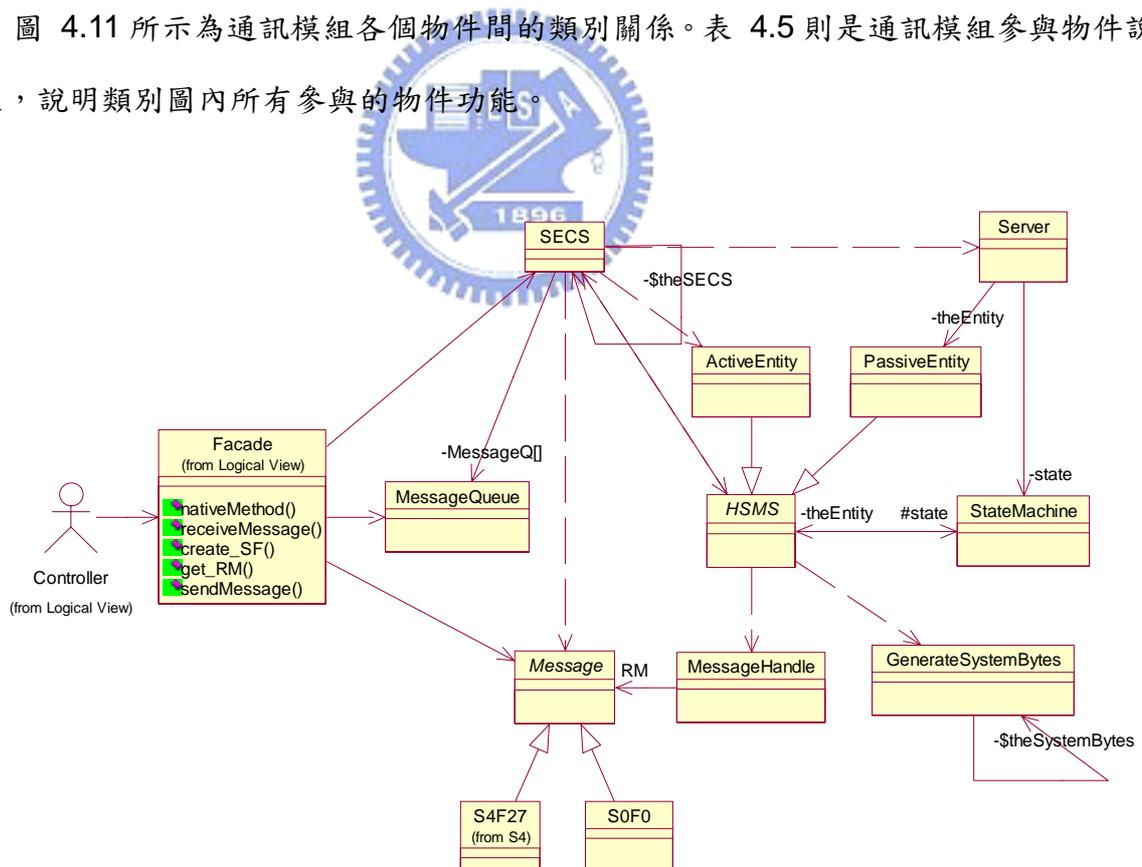 圖 4.11 所示為通訊模組各個物件間的類別關係。表 4.5 則是通訊模組參與物件說
，說明類別圖內所有參與的物件功能。
1896
SECS
Server
-$theSECS
-theEntity
ActiveEntity
PassiveEntity
Facade
(from Logical View)
-MessageQ[]
-state
MessageQueue
HSMS
-theEntity
#state
StateMachine
nativeMethod()
receiveMessage()
create_SF()
get_RM()
sendMessage()
Controller
(from Logical View)
Message
RM
MessageHandle
GenerateSystemBytes
-$theSystemBytes
S4F27
(from S4)
S0F0